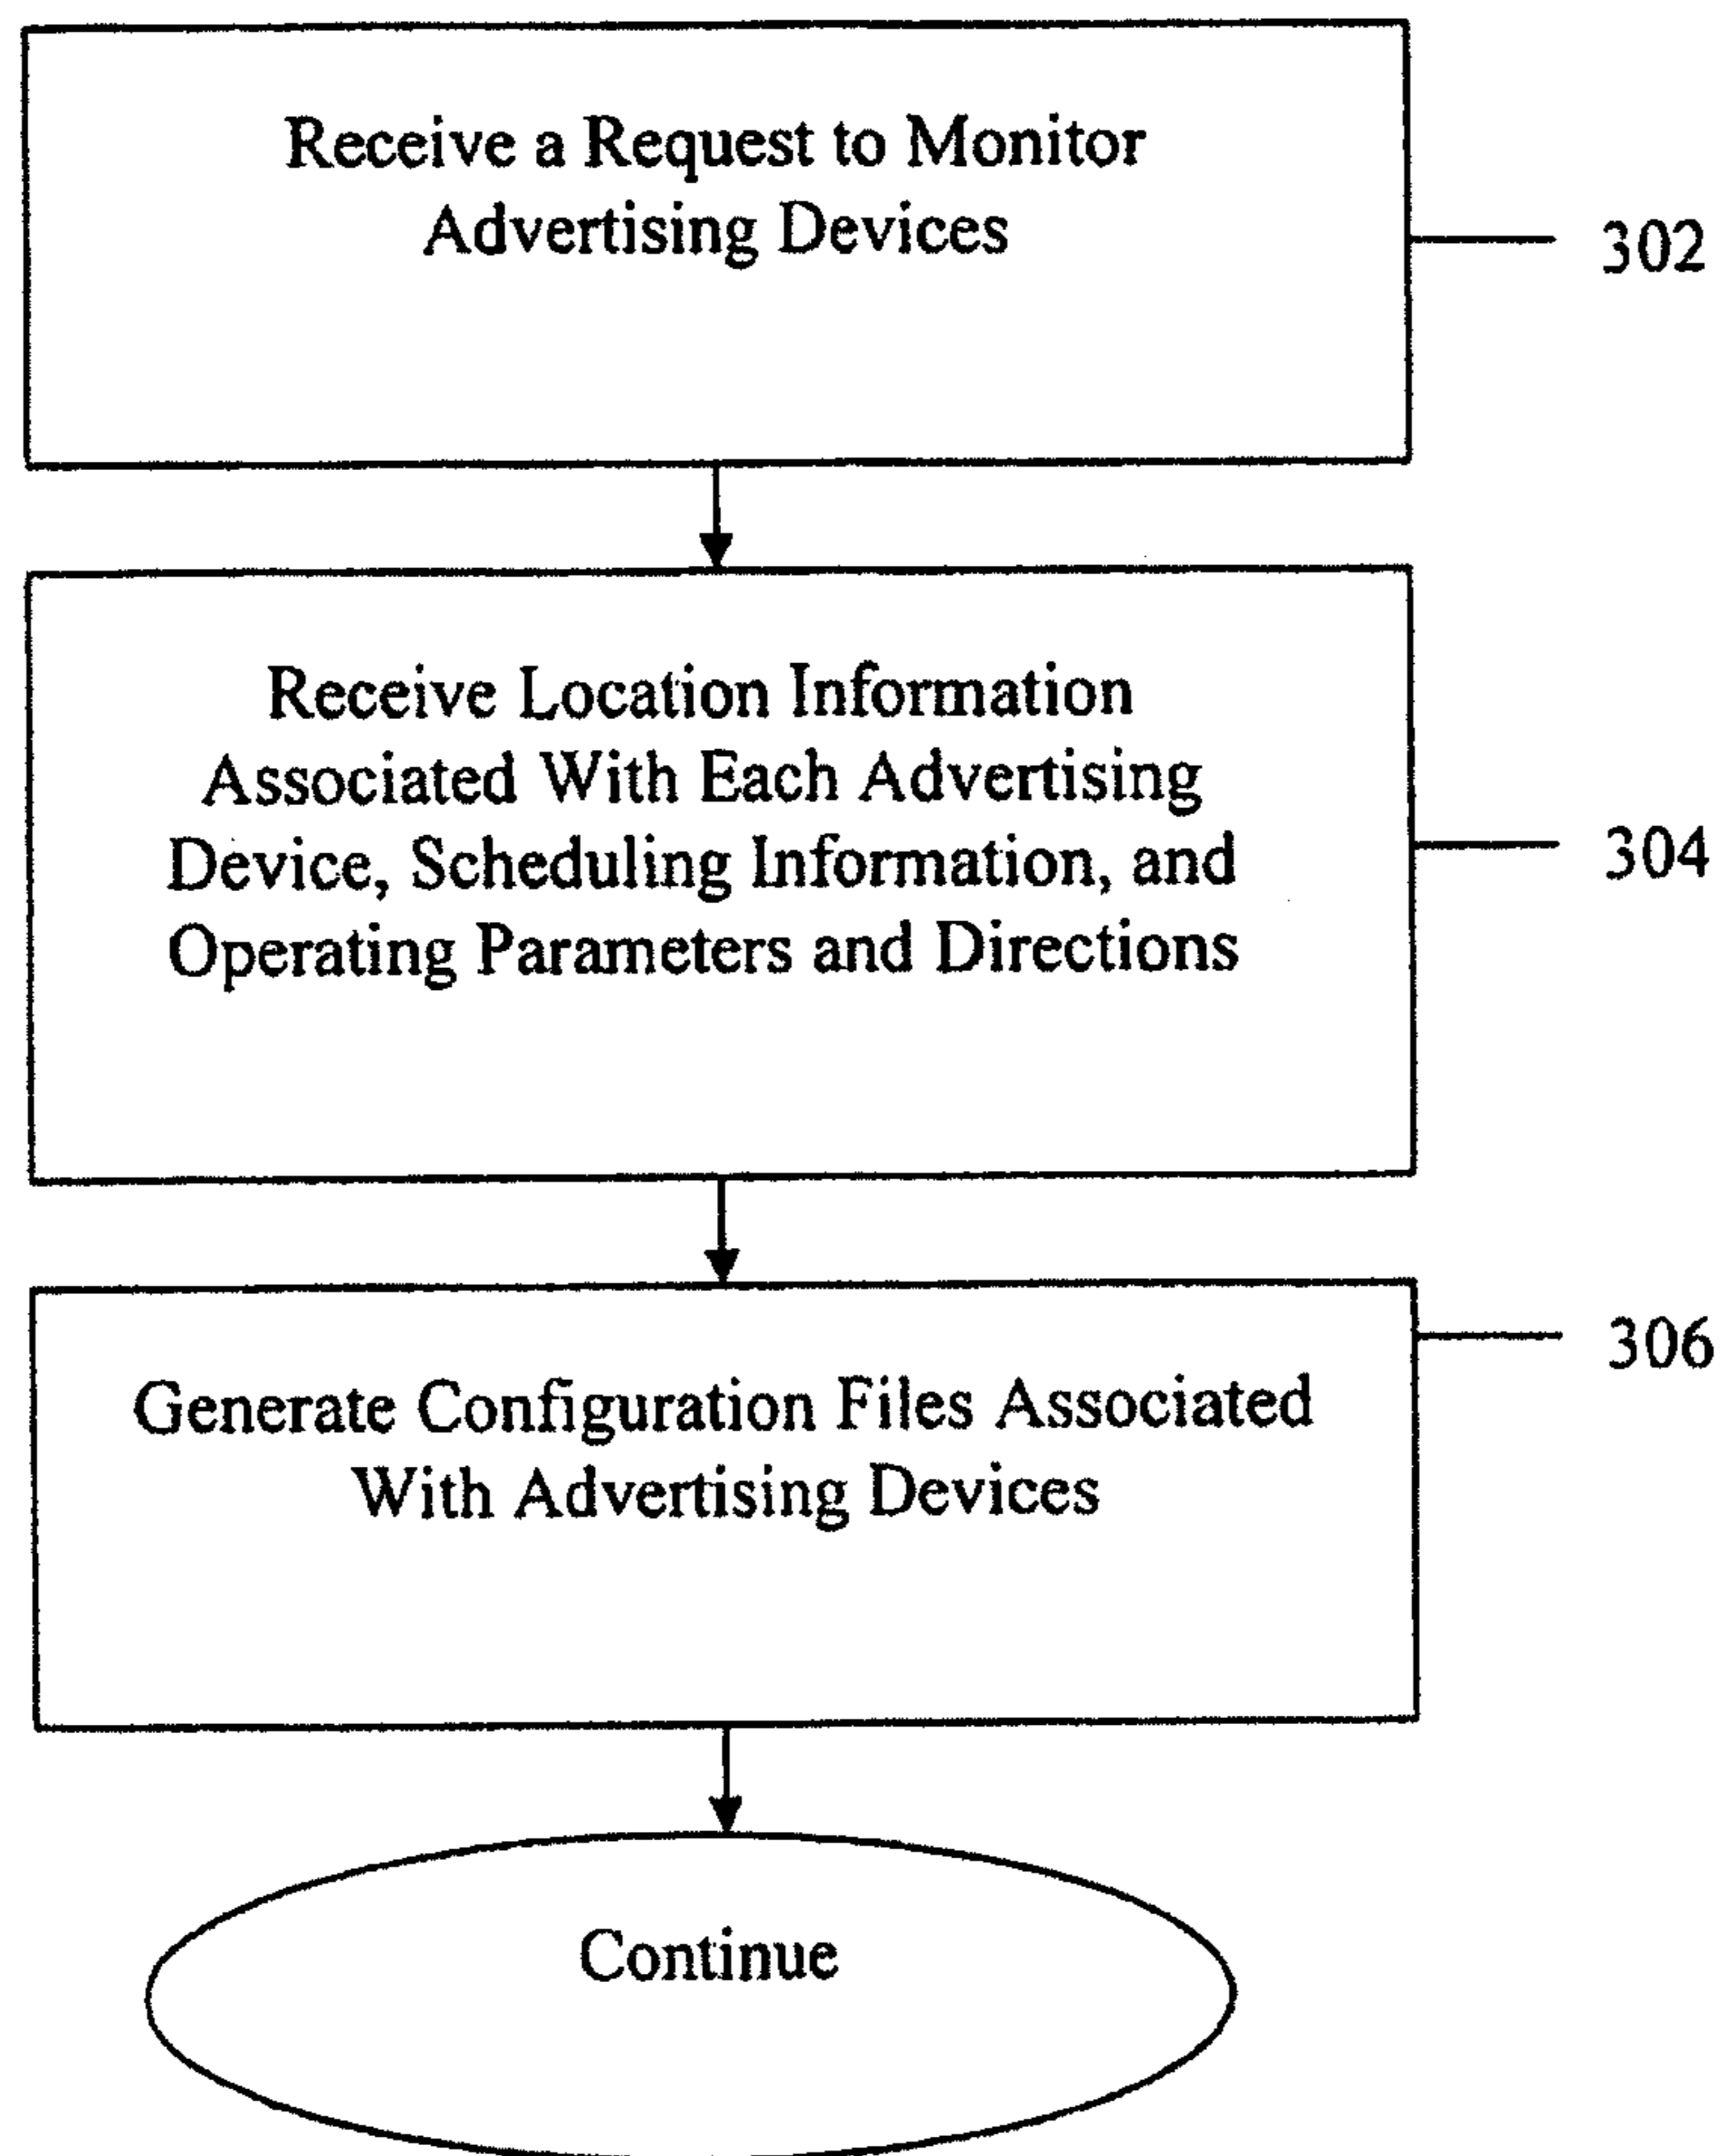 Receive a Request to Monitor
Advertising Devices
302
Receive Location Information
Associated With Each Advertising
Device, Scheduling Information, and
Operating Parameters and Directions
304
306
Generate Configuration Files Associated
With Advertising Devices
Continue